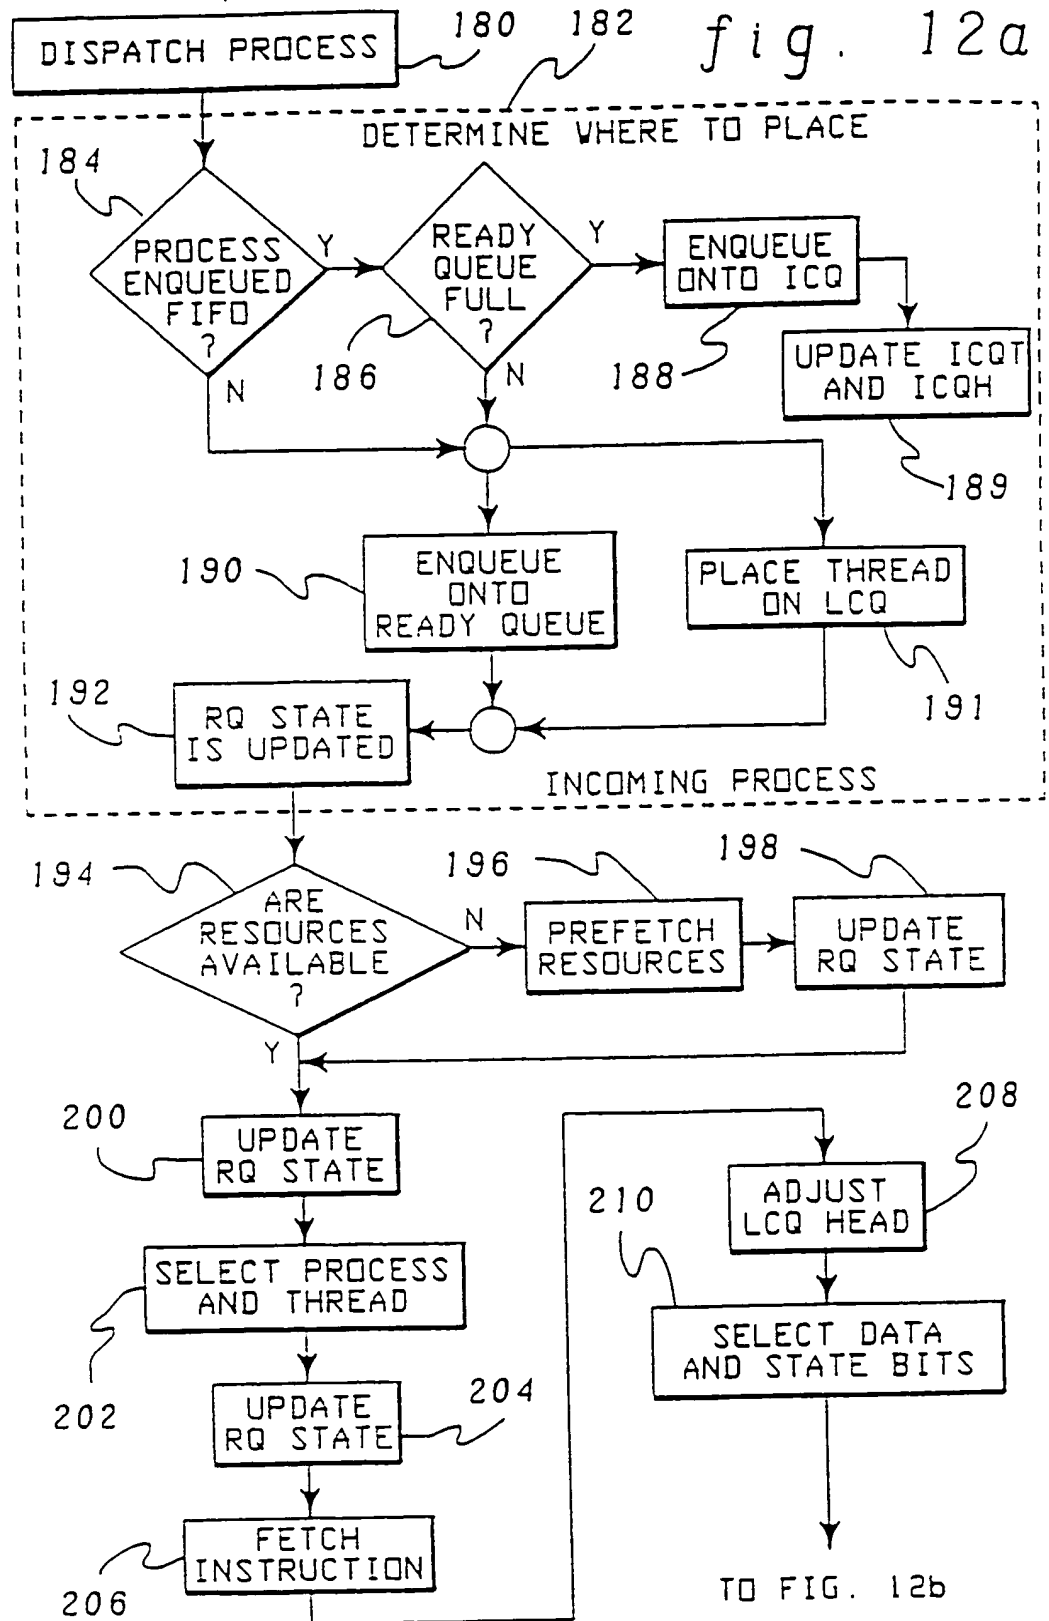 fig. 12a
DISPATCH PROCESS
180
182
DETERMINE WHERE TO PLACE
184
PROCESS
ENQUEUED
FIFO
?
Y
N
READY
QUEUE
FULL
?
186
Y
N
ENQUEUE
ONTO ICQ
188
UPDATE ICQT
AND ICQH
189
190
ENQUEUE
ONTO
READY QUEUE
PLACE THREAD
ON LCQ
191
192
RQ STATE
IS UPDATED
INCOMING PROCESS
194
ARE
RESOURCES
AVAILABLE
?
N
Y
196
PREFETCH
RESOURCES
198
UPDATE
RQ STATE
200
UPDATE
RQ STATE
SELECT PROCESS
AND THREAD
202
UPDATE
RQ STATE
204
FETCH
INSTRUCTION
206
208
ADJUST
LCQ HEAD
210
SELECT DATA
AND STATE BITS
TO FIG. 12b